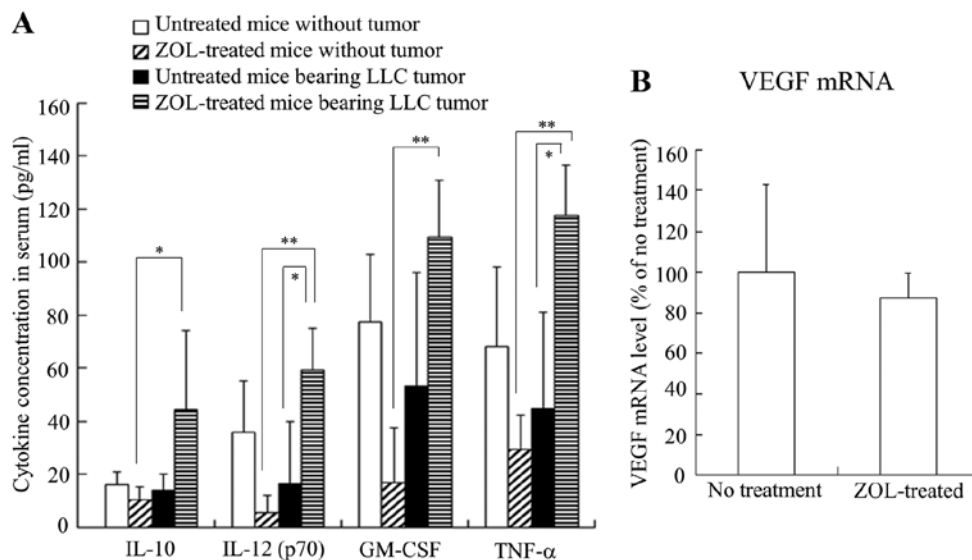 A
Untreated mice without tumor
ZOL-treated mice without tumor
Untreated mice bearing LLC tumor
ZOL-treated mice bearing LLC tumor
Cytokine concentration in serum (pg/ml)
160
140
120
100
80
60
40
20
0
*
**
*
**
**
*
IL-10 IL-12 (p70) GM-CSF TNF-α
B VEGF mRNA
VEGF mRNA level (% of no treatment)
160
140
120
100
80
60
40
20
0
No treatment ZOL-treated